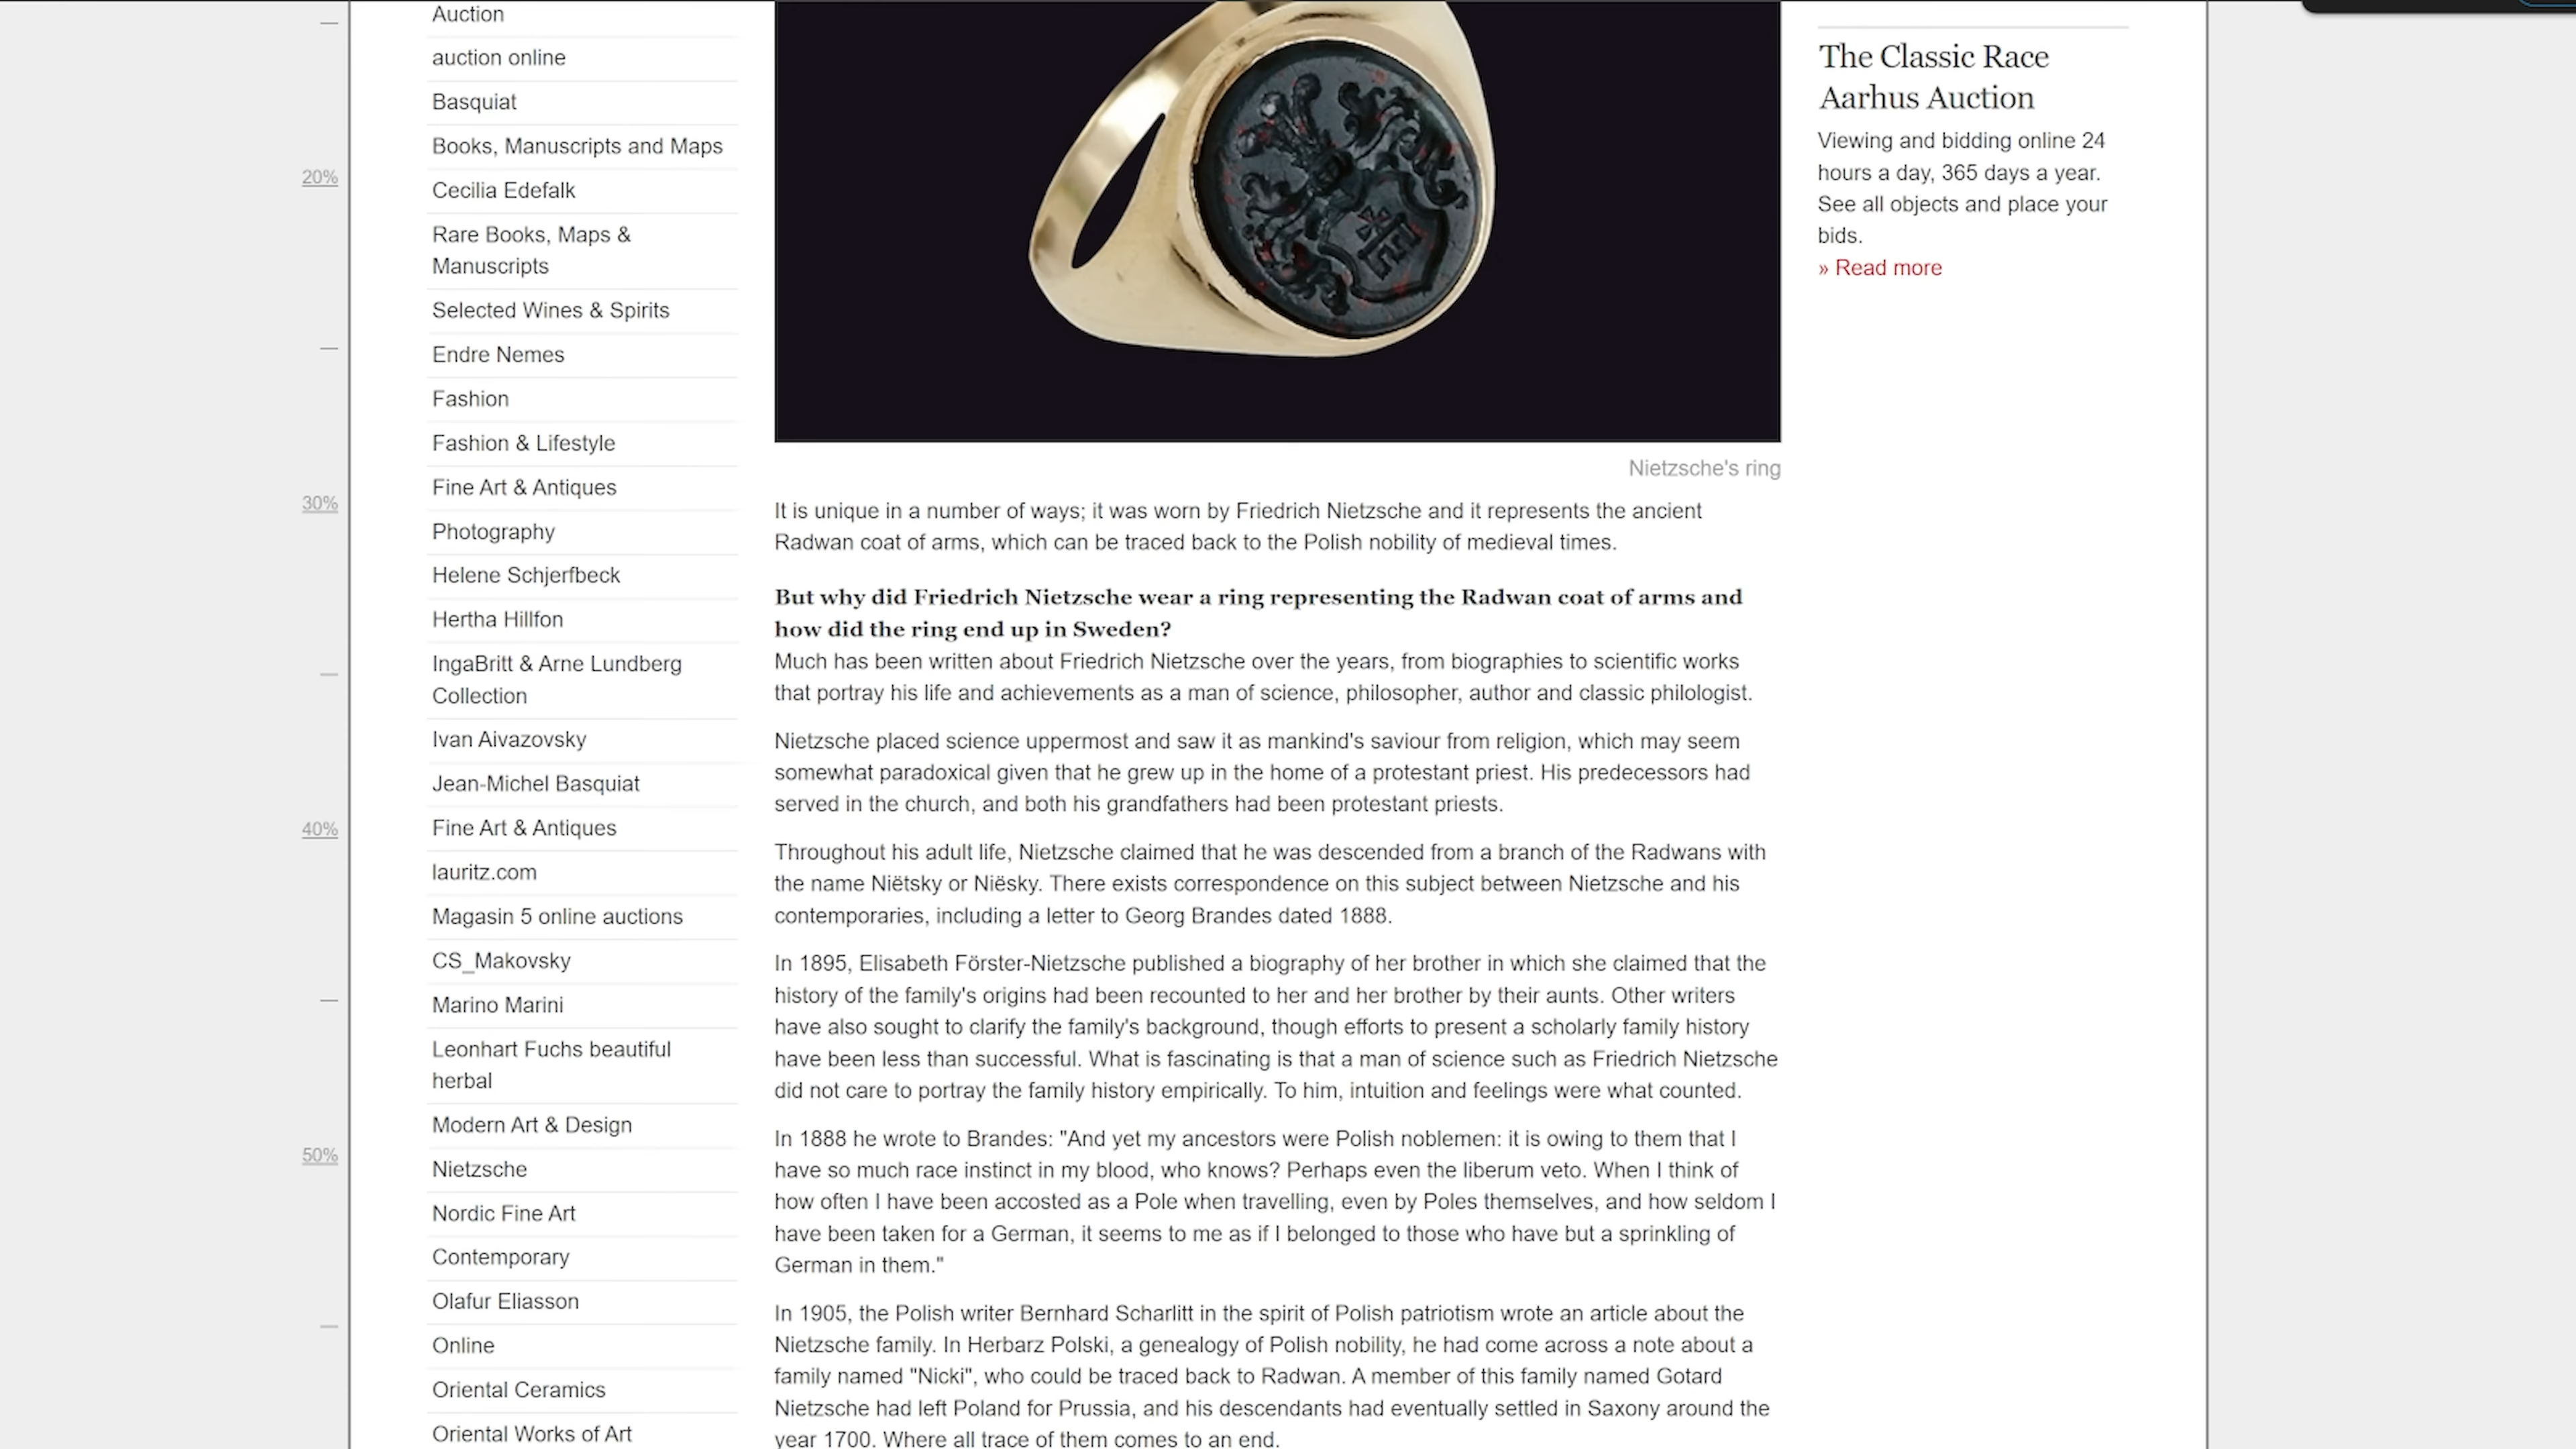 Auction
auction online
Basquiat
Books, Manuscripts and Maps
Cecilia Edefalk
Rare Books, Maps &
Manuscripts
Selected Wines & Spirits
Endre Nemes
Fashion
Fashion & Lifestyle
Fine Art & Antiques
Photography
Helene Schjerfbeck
Hertha Hillfon
IngaBritt & Arne Lundberg
Collection
Ivan Aivazovsky
Jean-Michel Basquiat
Fine Art & Antiques
lauritz.com
Magasin 5 online auctions
CS_Makovsky
Marino Marini
Leonhart Fuchs beautiful
herbal
Modern Art & Design
Nietzsche
Nordic Fine Art
Contemporary
Olafur Eliasson
Online
Oriental Ceramics
Oriental Works of Art
20%
30%
40%
50%
Nietzsche's ring
It is unique in a number of ways; it was worn by Friedrich Nietzsche and it represents the ancient
Radwan coat of arms, which can be traced back to the Polish nobility of medieval times.
But why did Friedrich Nietzsche wear a ring representing the Radwan coat of arms and
how did the ring end up in Sweden?
Much has been written about Friedrich Nietzsche over the years, from biographies to scientific works
that portray his life and achievements as a man of science, philosopher, author and classic philologist.
Nietzsche placed science uppermost and saw it as mankind's saviour from religion, which may seem
somewhat paradoxical given that he grew up in the home of a protestant priest. His predecessors had
served in the church, and both his grandfathers had been protestant priests.
Throughout his adult life, Nietzsche claimed that he was descended from a branch of the Radwans with
the name Niëtsky or Niësky. There exists correspondence on this subject between Nietzsche and his
contemporaries, including a letter to Georg Brandes dated 1888.
In 1895, Elisabeth Förster-Nietzsche published a biography of her brother in which she claimed that the
history of the family's origins had been recounted to her and her brother by their aunts. Other writers
have also sought to clarify the family's background, though efforts to present a scholarly family history
have been less than successful. What is fascinating is that a man of science such as Friedrich Nietzsche
did not care to portray the family history empirically. To him, intuition and feelings were what counted.
In 1888 he wrote to Brandes: "And yet my ancestors were Polish noblemen: it is owing to them that I
have so much race instinct in my blood, who knows? Perhaps even the liberum veto. When I think of
how often I have been accosted as a Pole when travelling, even by Poles themselves, and how seldom I
have been taken for a German, it seems to me as if I belonged to those who have but a sprinkling of
German in them."
In 1905, the Polish writer Bernhard Scharlitt in the spirit of Polish patriotism wrote an article about the
Nietzsche family. In Herbarz Polski, a genealogy of Polish nobility, he had come across a note about a
family named "Nicki", who could be traced back to Radwan. A member of this family named Gotard
Nietzsche had left Poland for Prussia, and his descendants had eventually settled in Saxony around the
year 1700. Where all trace of them comes to an end.
The Classic Race
Aarhus Auction
Viewing and bidding online 24
hours a day, 365 days a year.
See all objects and place your
bids.
» Read more